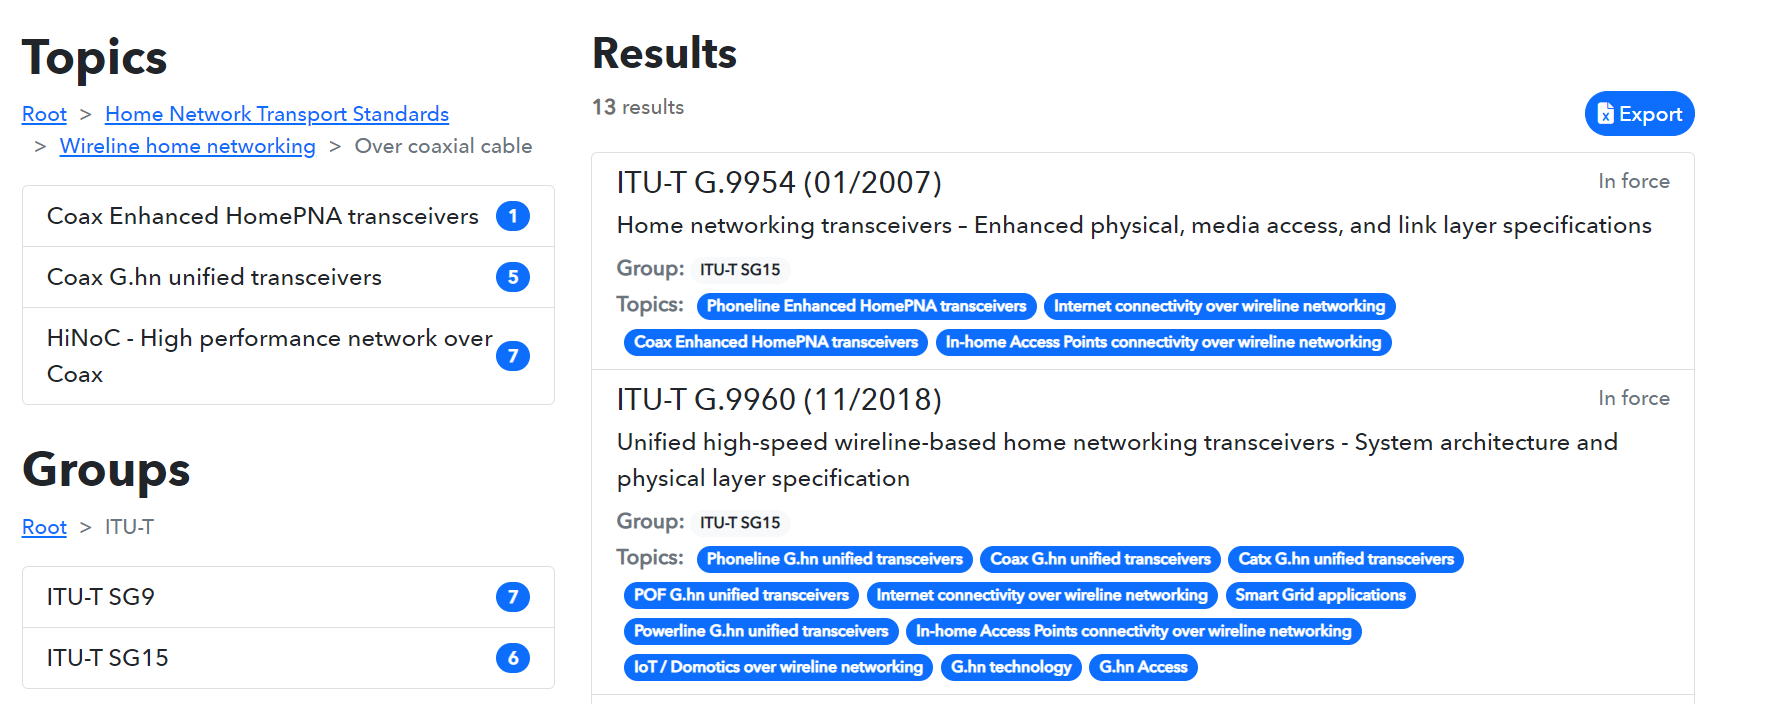 Topics
Root > Home Network Transport Standards
> Wireline home networking > Over coaxial cable
Coax Enhanced HomePNA transceivers 1
Coax G.hn unified transceivers 5
HiNoC - High performance network over
Coax 7
Groups
Root > ITU-T
ITU-T SG9 7
ITU-T SG15 6
Results
13 results
Export
ITU-T G.9954 (01/2007) In force
Home networking transceivers – Enhanced physical, media access, and link layer specifications
Group: ITU-T SG15
Topics: Phoneline Enhanced HomePNA transceivers Internet connectivity over wireline networking
Coax Enhanced HomePNA transceivers In-home Access Points connectivity over wireline networking
ITU-T G.9960 (11/2018) In force
Unified high-speed wireline-based home networking transceivers - System architecture and
physical layer specification
Group: ITU-T SG15
Topics: Phoneline G.hn unified transceivers Coax G.hn unified transceivers Catx G.hn unified transceivers
POF G.hn unified transceivers Internet connectivity over wireline networking Smart Grid applications
Powerline G.hn unified transceivers In-home Access Points connectivity over wireline networking
IoT / Domotics over wireline networking G.hn technology G.hn Access